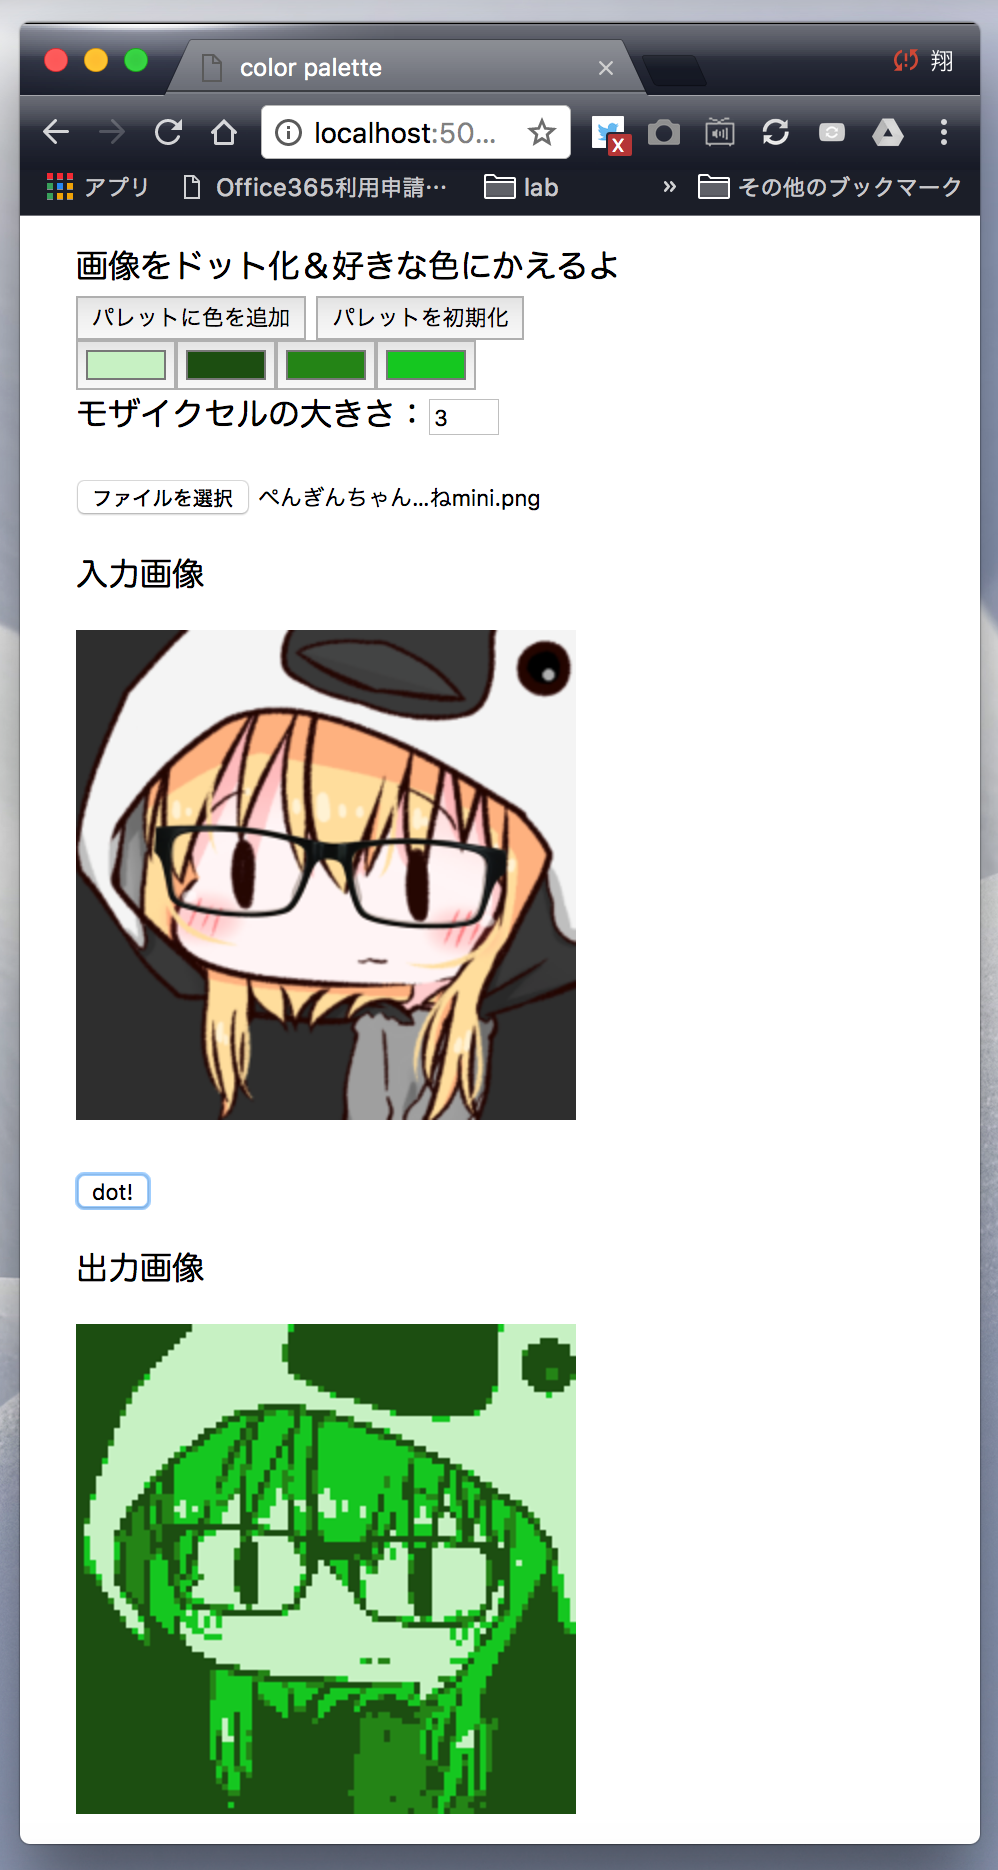 color palette
翔
localhost:50...
X
アプリ
Office365利用申請…
lab
»
その他のブックマーク
画像をドット化＆好きな色にかえるよ
パレットに色を追加
パレットを初期化
モザイクセルの大きさ：3
ファイルを選択 ぺんぎんちゃん...ねmini.png
入力画像
dot!
出力画像